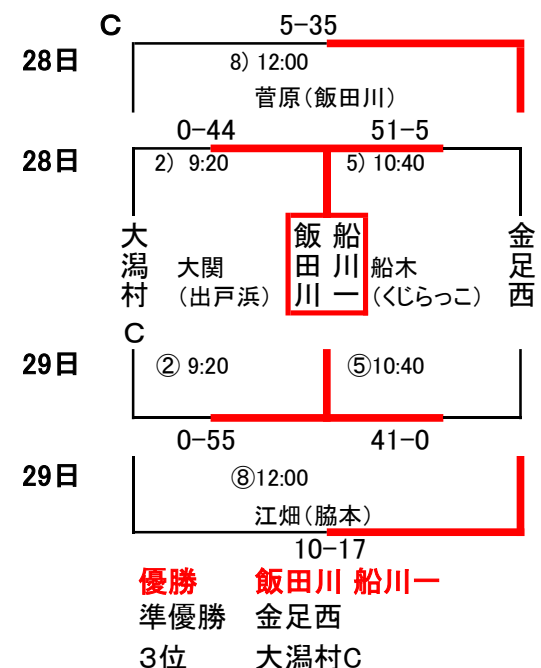 C 5-35
28日 8) 12:00
菅原（飯田川）
0-44 51-5
28日 2) 9:20 5) 10:40
大潟村 大関（出戸浜） 飯田川 船川一 船木（くじらっこ） 金足西
C
29日 ② 9:20 ⑤10:40
0-55 41-0
29日 ⑧12:00
江畑（脇本）
10-17
優勝 飯田川 船川一
準優勝 金足西
３位 大潟村C